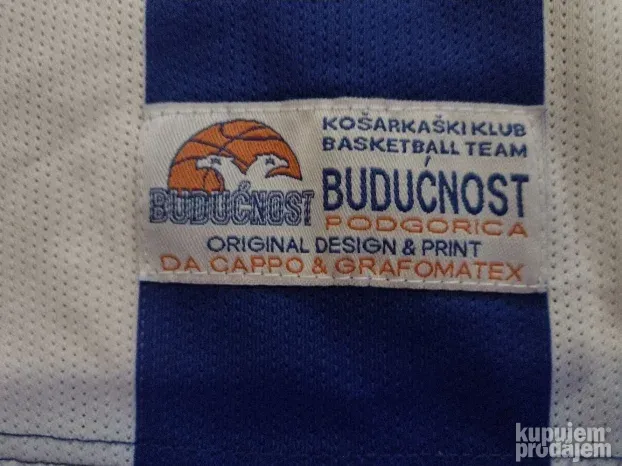 KOŠARKAŠKI KLUB
BASKETBALL TEAM
BUDUĆNOST
BUDUĆNOST
PODGORICA
ORIGINAL DESIGN & PRINT
DA CAPPO & GRAFOMATEX
kupujem
prodajem